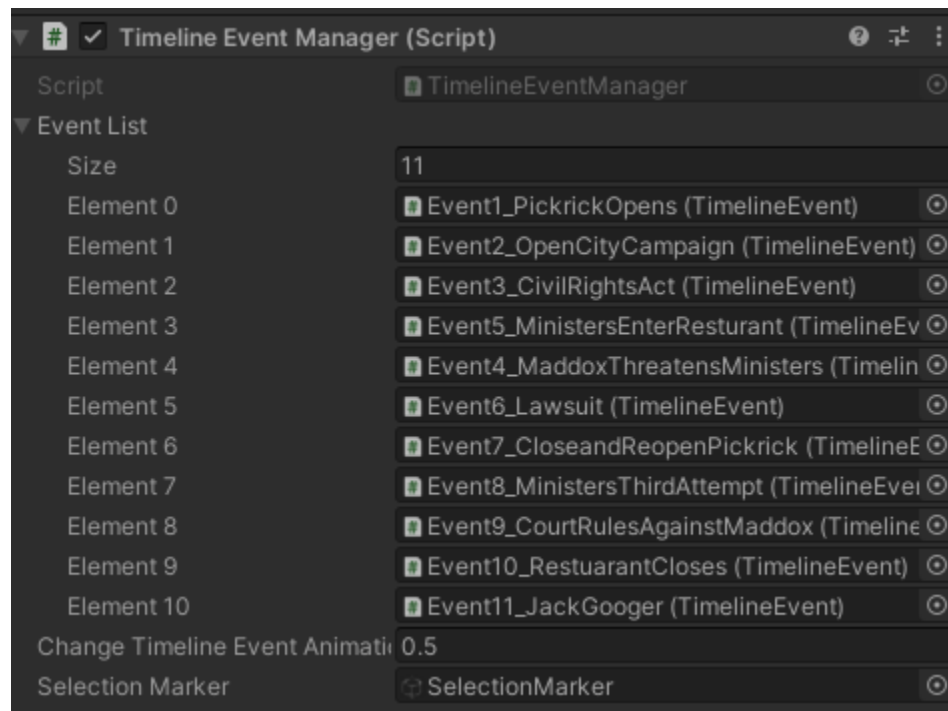 Timeline Event Manager (Script)
Script TimelineEventManager
Event List
Size 11
Element 0 Event1_PickrickOpens (TimelineEvent)
Element 1 Event2_OpenCityCampaign (TimelineEvent)
Element 2 Event3_CivilRightsAct (TimelineEvent)
Element 3 Event5_MinistersEnterResturant (TimelineEv
Element 4 Event4_MaddoxThreatensMinisters (Timelin
Element 5 Event6_Lawsuit (TimelineEvent)
Element 6 Event7_CloseandReopenPickrick (TimelineE
Element 7 Event8_MinistersThirdAttempt (TimelineEve
Element 8 Event9_CourtRulesAgainstMaddox (Timeline
Element 9 Event10_RestuarantCloses (TimelineEvent)
Element 10 Event11_JackGooger (TimelineEvent)
Change Timeline Event Animati 0.5
Selection Marker SelectionMarker